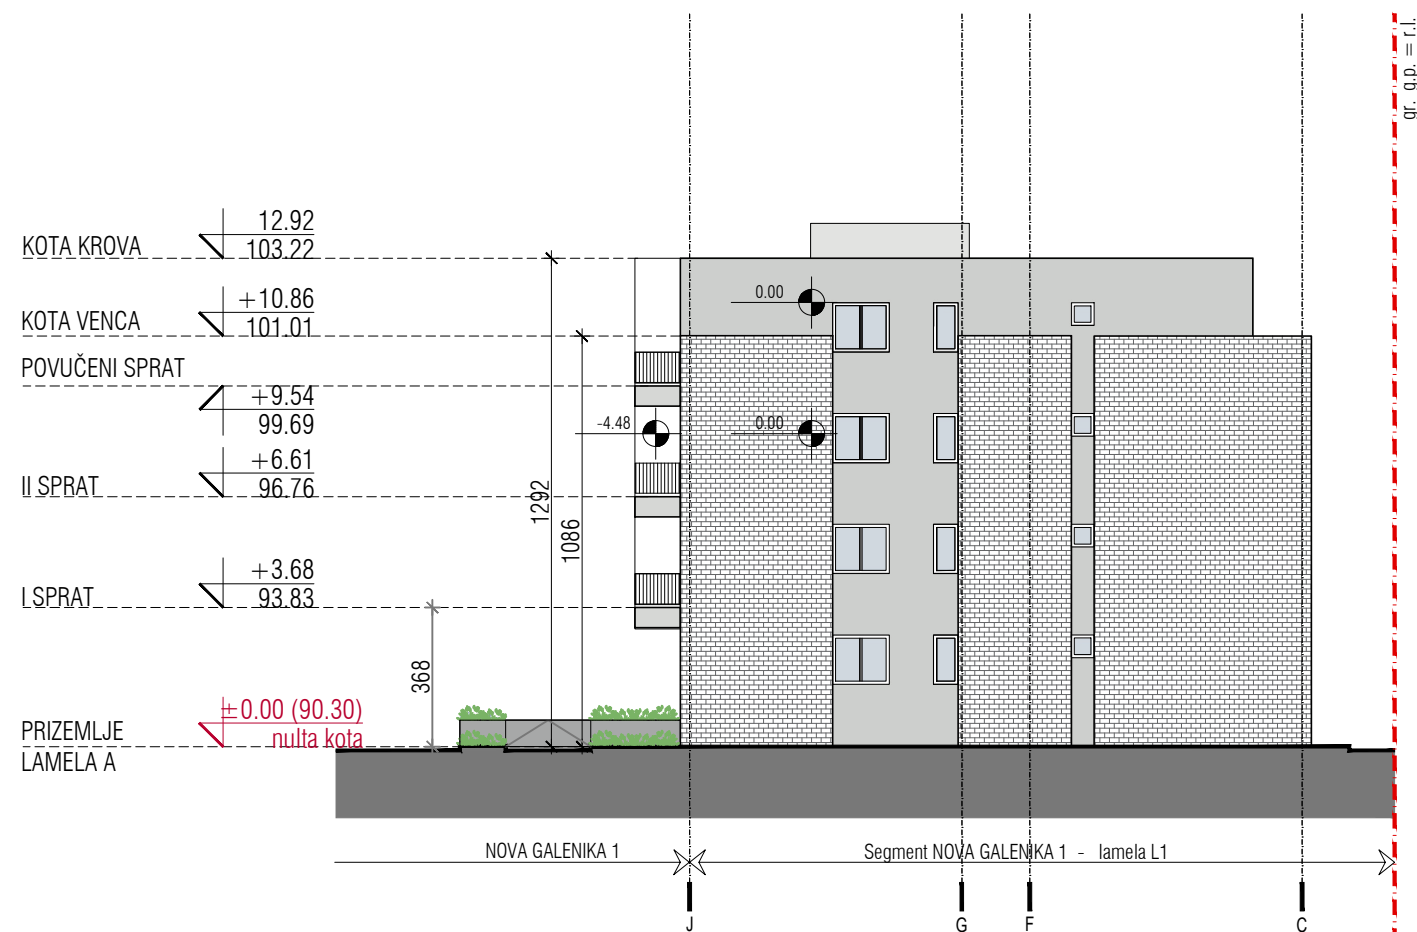 gr. g.p. = r.l.
12.92
KOTA KROVA
103.22
+10.86
KOTA VENCA
101.01
POVUČENI SPRAT
+9.54
99.69
+6.61
II SPRAT
96.76
+3.68
I SPRAT
93.83
±0.00 (90.30)
PRIZEMLJE
nulta kota
LAMELA A
1292
1086
368
0.00
-4.48
0.00
NOVA GALENIKA 1
Segment NOVA GALENIKA 1 - lamela L1
J
G
F
C